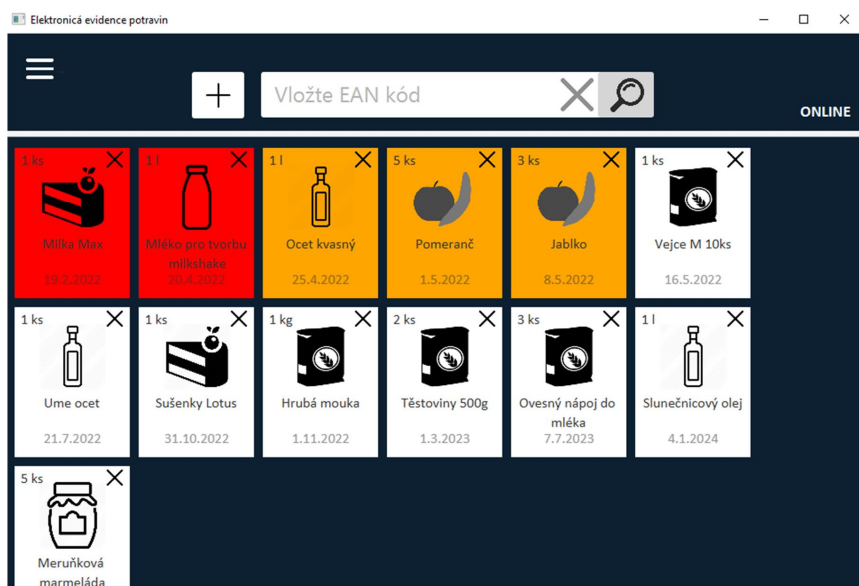 Elektronicá evidence potravin
Vložte EAN kód
ONLINE
1 ks
Milka Max
19.2.2022
1 l
Mléko pro tvorbu
milkshake
20.4.2022
1 l
Ocet kvasný
25.4.2022
5 ks
Pomeranč
1.5.2022
3 ks
Jablko
8.5.2022
1 ks
Vejce M 10ks
16.5.2022
1 ks
Ume ocet
21.7.2022
1 ks
Sušenky Lotus
31.10.2022
1 kg
Hrubá mouka
1.11.2022
2 ks
Těstoviny 500g
1.3.2023
3 ks
Ovesný nápoj do
mléka
7.7.2023
1 l
Slunečnicový olej
4.1.2024
5 ks
Meruňková
marmeláda